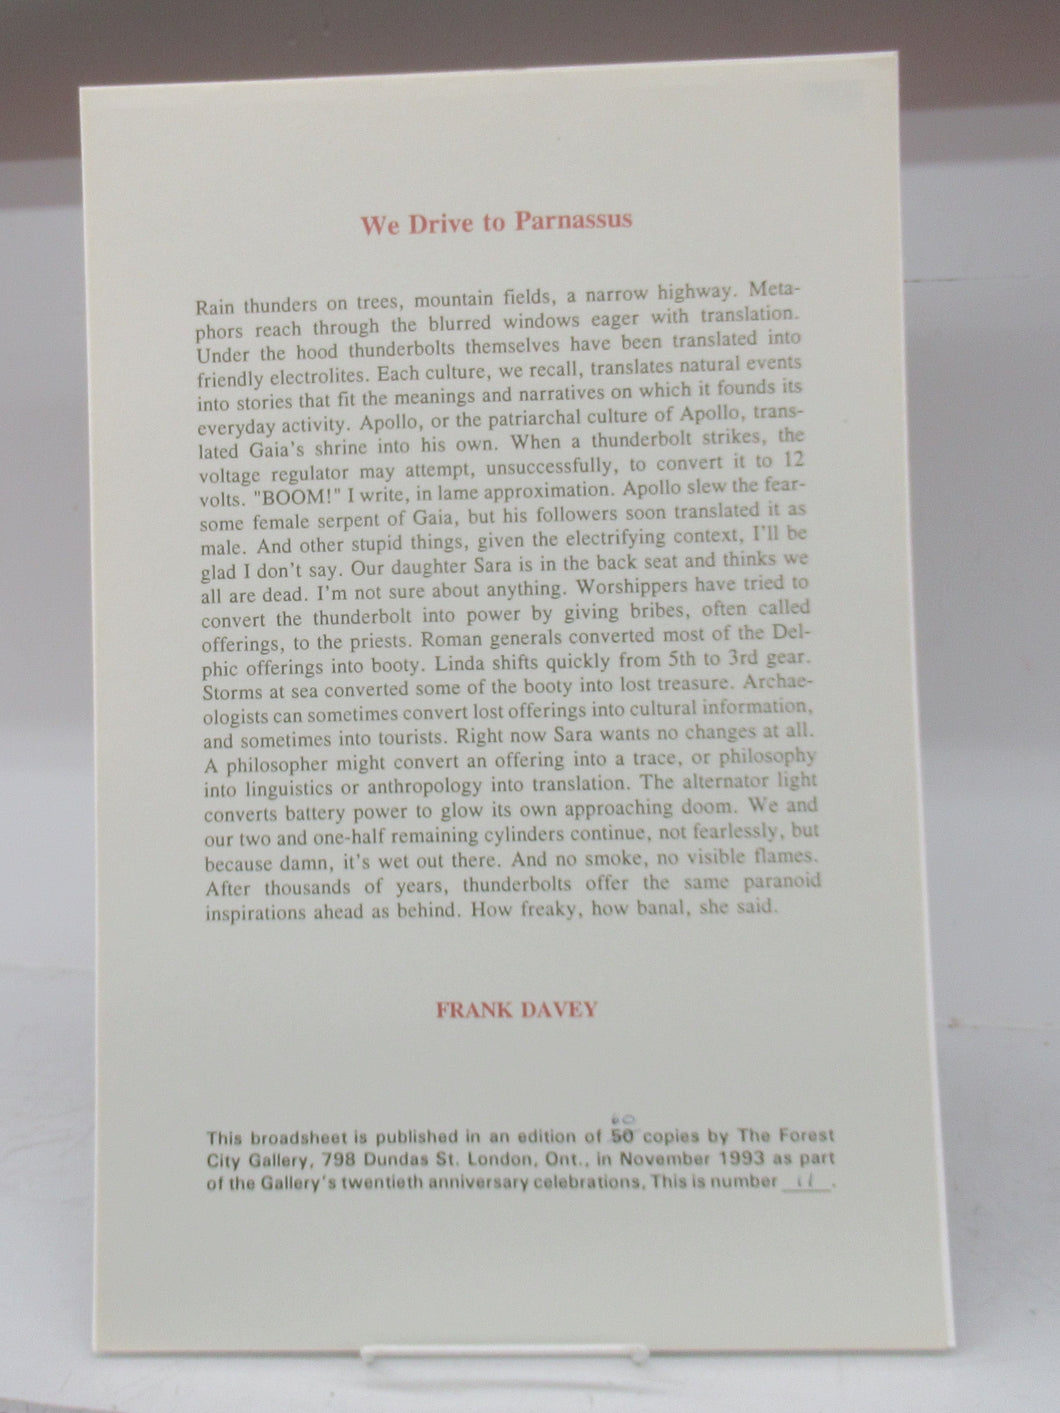 We Drive to Parnassus
Rain thunders on trees, mountain fields, a narrow highway. Meta-
phors reach through the blurred windows eager with translation.
Under the hood thunderbolts themselves have been translated into
friendly electrolites. Each culture, we recall, translates natural events
into stories that fit the meanings and narratives on which it founds its
everyday activity. Apollo, or the patriarchal culture of Apollo, trans-
lated Gaia's shrine into his own. When a thunderbolt strikes, the
voltage regulator may attempt, unsuccessfully, to convert it to 12
volts. "BOOM!" I write, in lame approximation. Apollo slew the fear-
some female serpent of Gaia, but his followers soon translated it as
male. And other stupid things, given the electrifying context, I'll be
glad I don't say. Our daughter Sara is in the back seat and thinks we
all are dead. I'm not sure about anything. Worshippers have tried to
convert the thunderbolt into power by giving bribes, often called
offerings, to the priests. Roman generals converted most of the Del-
phic offerings into booty. Linda shifts quickly from 5th to 3rd gear.
Storms at sea converted some of the booty into lost treasure. Archae-
ologists can sometimes convert lost offerings into cultural information,
and sometimes into tourists. Right now Sara wants no changes at all.
A philosopher might convert an offering into a trace, or philosophy
into linguistics or anthropology into translation. The alternator light
converts battery power to glow its own approaching doom. We and
our two and one-half remaining cylinders continue, not fearlessly, but
because damn, it's wet out there. And no smoke, no visible flames.
After thousands of years, thunderbolts offer the same paranoid
inspirations ahead as behind. How freaky, how banal, she said.
FRANK DAVEY
60
This broadsheet is published in an edition of 50 copies by The Forest
City Gallery, 798 Dundas St. London, Ont., in November 1993 as part
of the Gallery's twentieth anniversary celebrations. This is number 11.